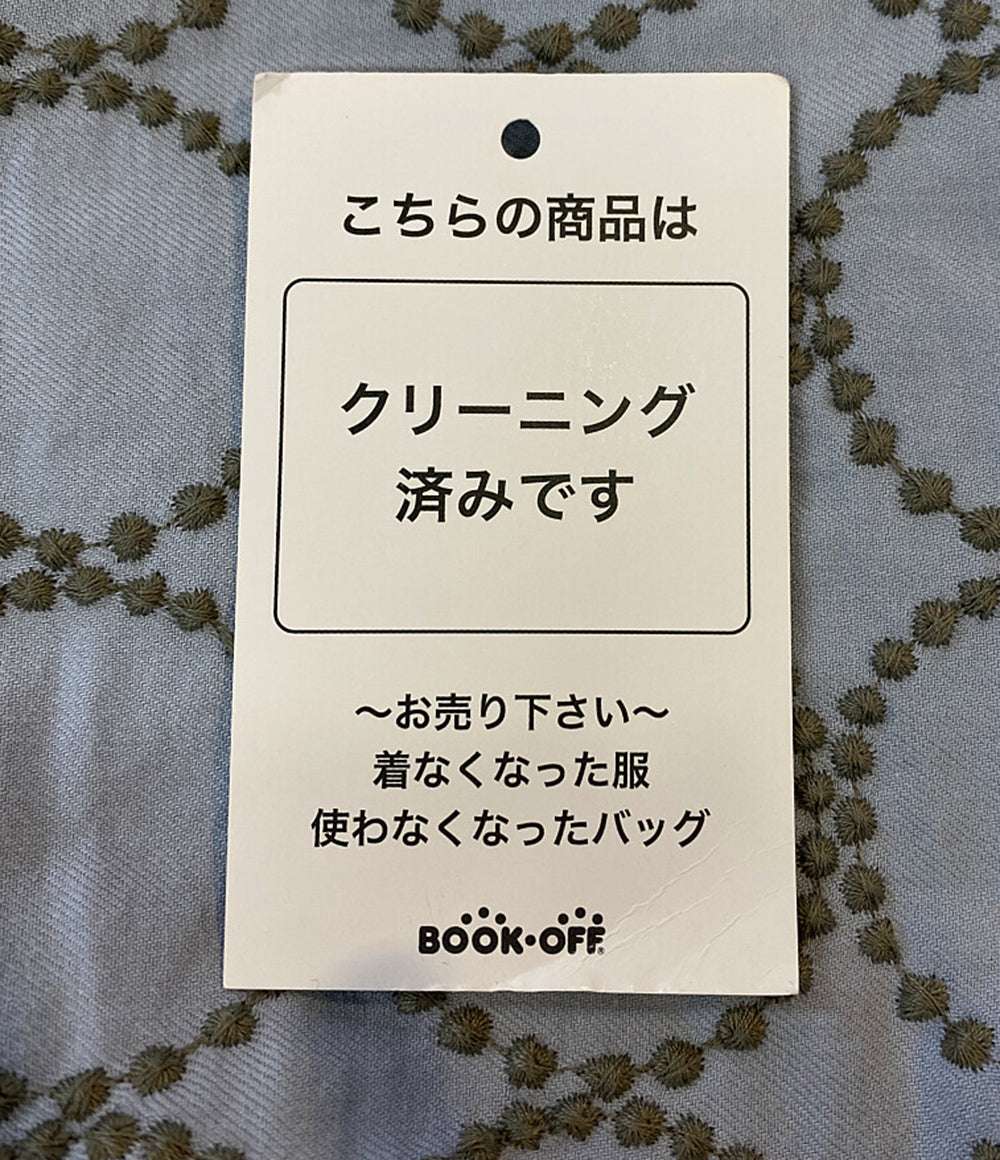 こちらの商品は
クリーニング
済みです
〜お売り下さい〜
着なくなった服
使わなくなったバッグ
BOOK・OFF®